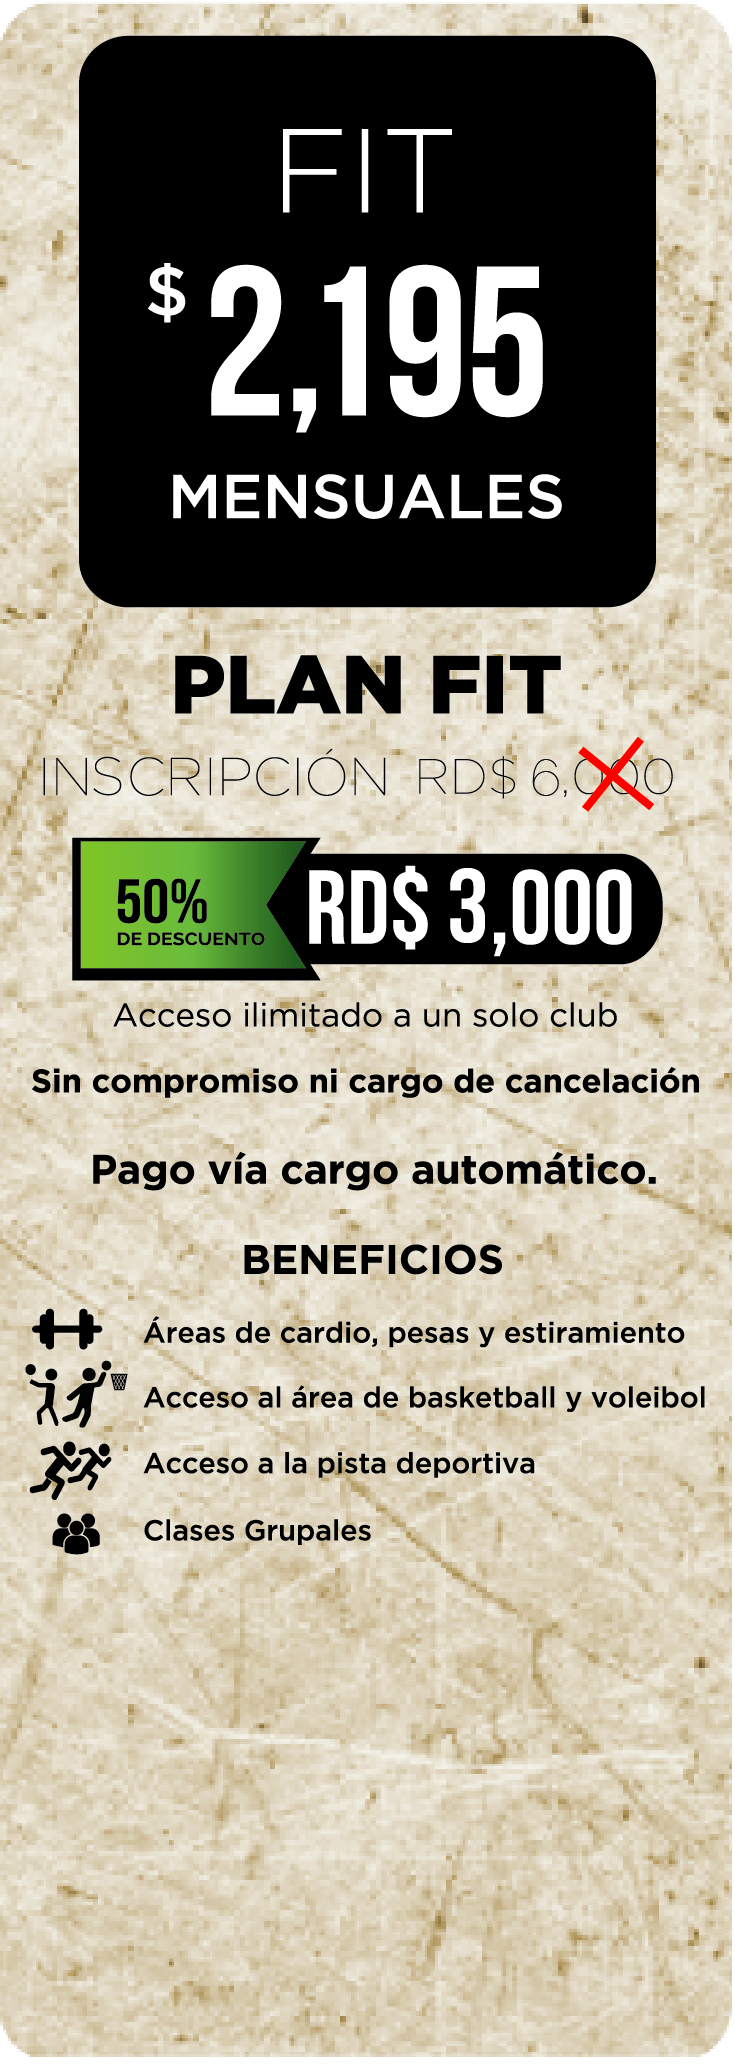 FIT
$ 2,195
MENSUALES
PLAN FIT
INSCRIPCIÓN RD$ 6,000
50%
DE DESCUENTO
RD$ 3,000
Acceso ilimitado a un solo club
Sin compromiso ni cargo de cancelación
Pago vía cargo automático.
BENEFICIOS
Áreas de cardio, pesas y estiramiento
Acceso al área de basketball y voleibol
Acceso a la pista deportiva
Clases Grupales